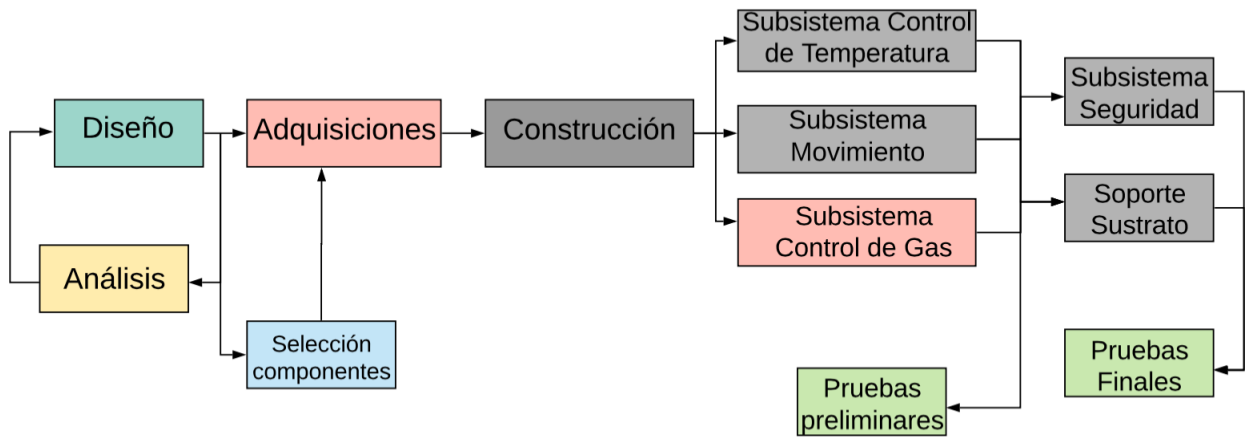 Diseño
Análisis
Adquisiciones
Selección
componentes
Construcción
Subsistema Control
de Temperatura
Subsistema
Movimiento
Subsistema
Control de Gas
Pruebas
preliminares
Subsistema
Seguridad
Soporte
Sustrato
Pruebas
Finales